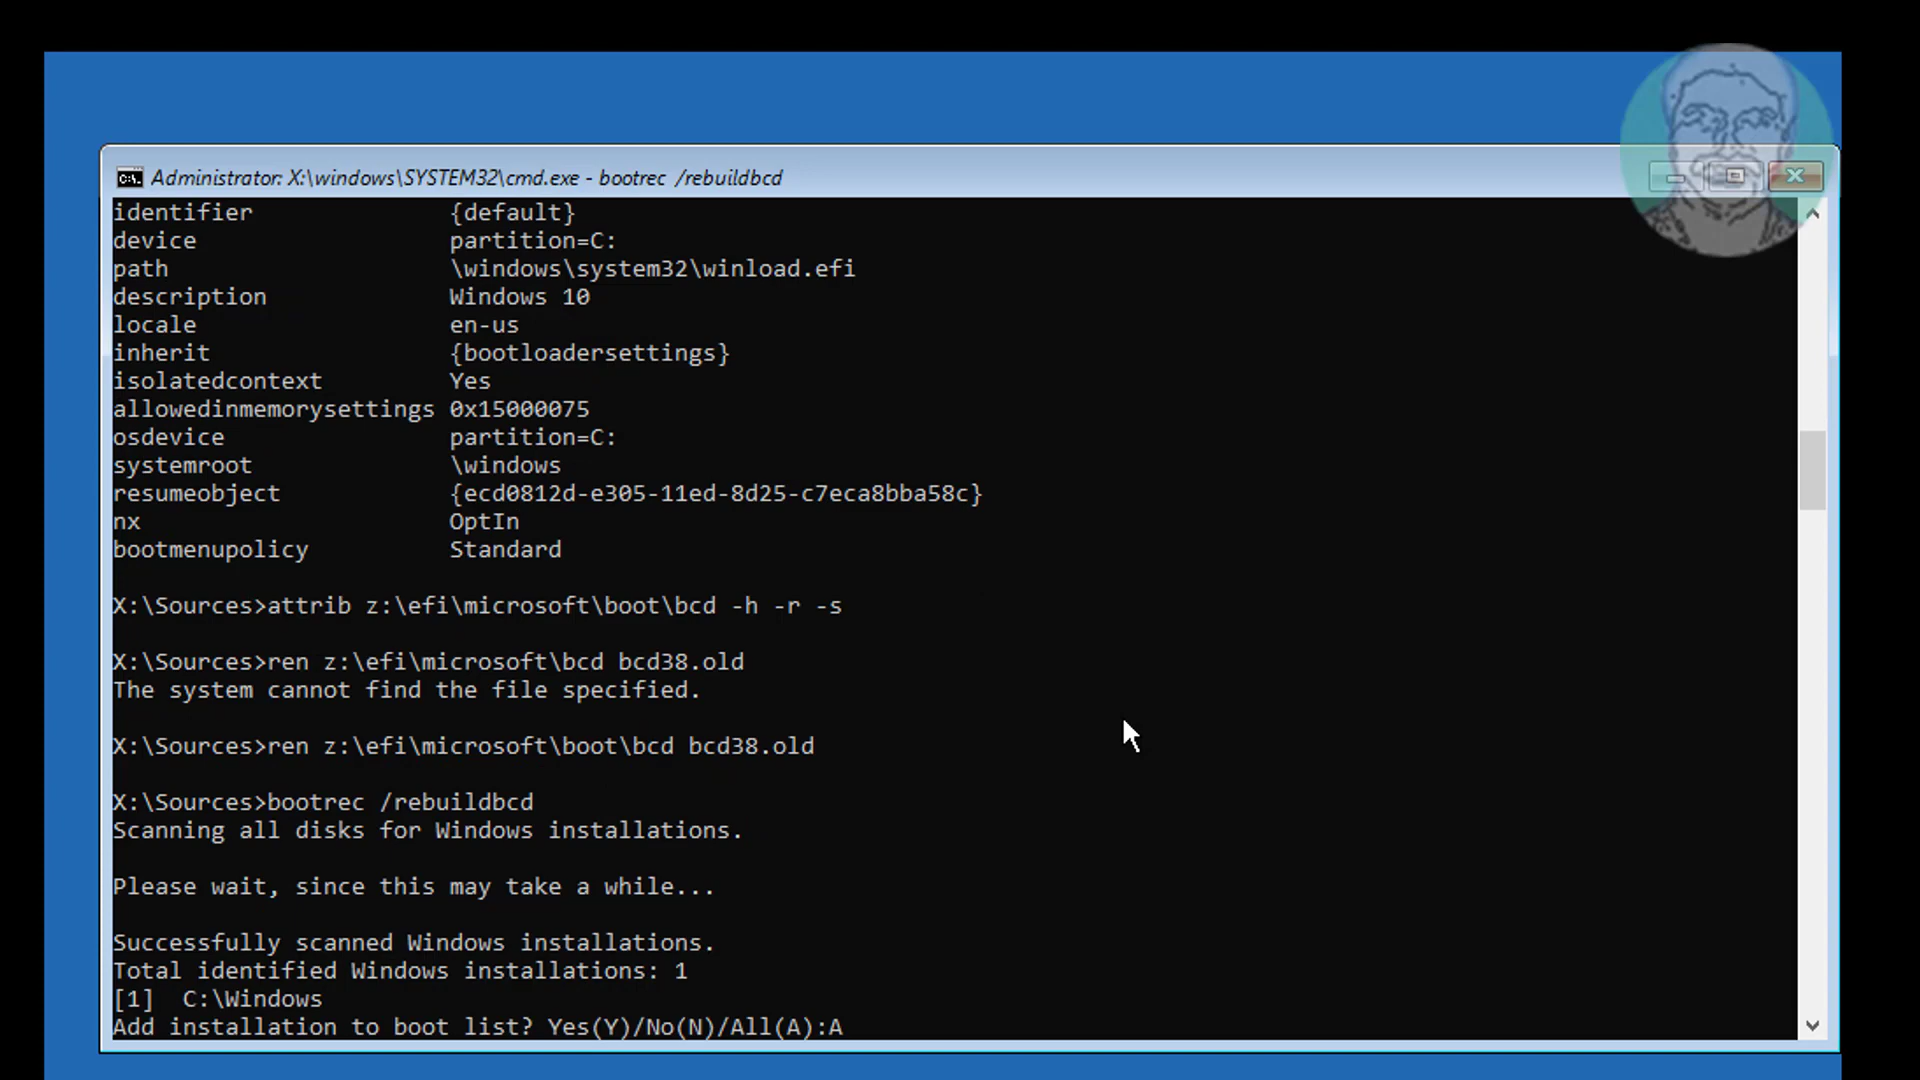 Administrator: X:\windows\SYSTEM32\cmd.exe - bootrec /rebuildbcd
identifier {default}
device partition=C:
path \windows\system32\winload.efi
description Windows 10
locale en-us
inherit {bootloadersettings}
isolatedcontext Yes
allowedinmemorysettings 0x15000075
osdevice partition=C:
systemroot \windows
resumeobject {ecd0812d-e305-11ed-8d25-c7eca8bba58c}
nx OptIn
bootmenupolicy Standard
X:\Sources>attrib z:\efi\microsoft\boot\bcd -h -r -s
X:\Sources>ren z:\efi\microsoft\bcd bcd38.old
The system cannot find the file specified.
X:\Sources>ren z:\efi\microsoft\boot\bcd bcd38.old
X:\Sources>bootrec /rebuildbcd
Scanning all disks for Windows installations.
Please wait, since this may take a while...
Successfully scanned Windows installations.
Total identified Windows installations: 1
[1] C:\Windows
Add installation to boot list? Yes(Y)/No(N)/All(A):A